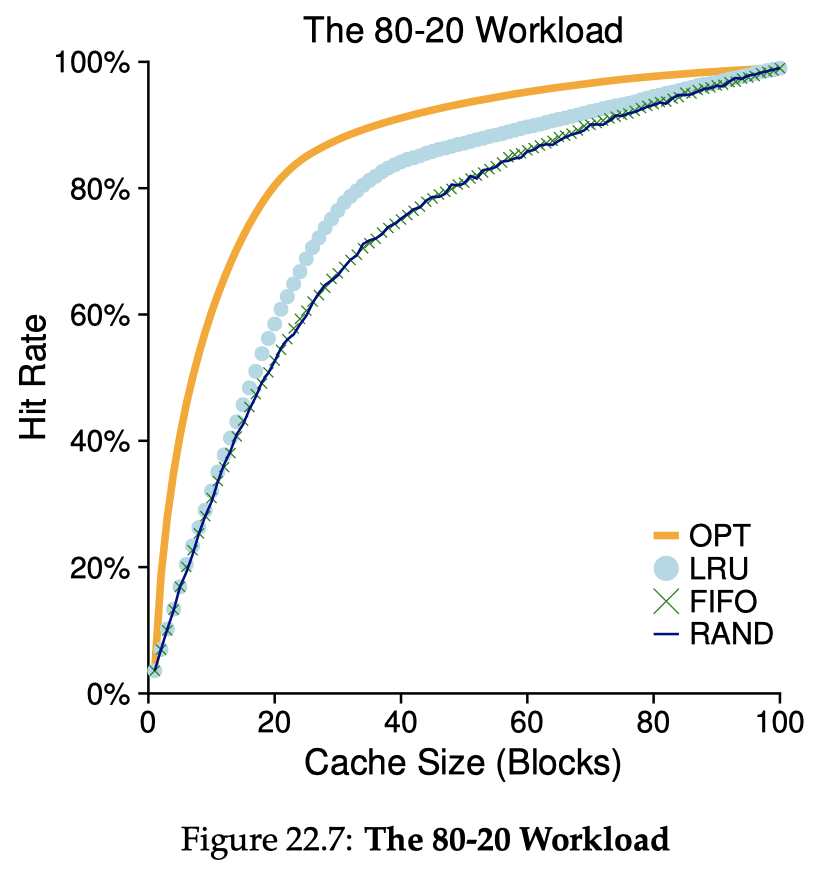 The 80-20 Workload
100%
80%
60%
40%
20%
0%
Hit Rate
OPT
LRU
FIFO
RAND
0 20 40 60 80 100
Cache Size (Blocks)
Figure 22.7: The 80-20 Workload